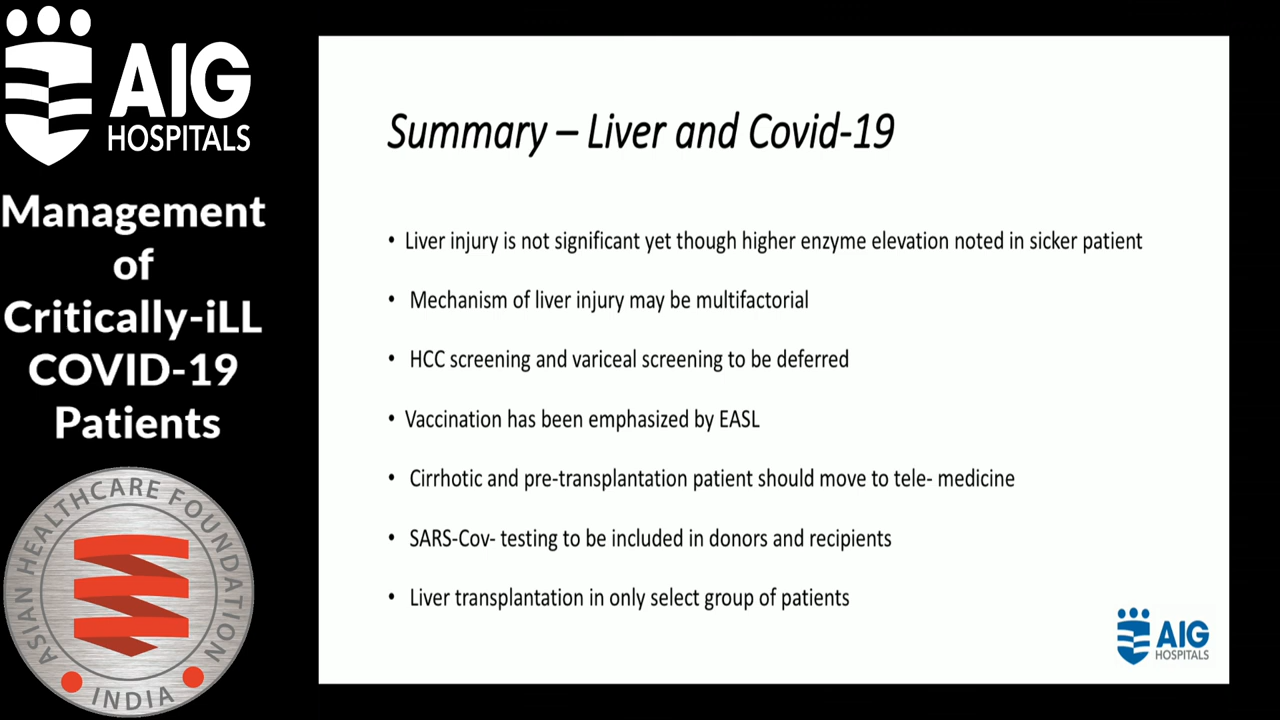 AIG
HOSPITALS
Management
of
Critically-iLL
COVID-19
Patients
ASIAN HEALTHCARE FOUNDATION
INDIA
Summary – Liver and Covid-19
• Liver injury is not significant yet though higher enzyme elevation noted in sicker patient
• Mechanism of liver injury may be multifactorial
• HCC screening and variceal screening to be deferred
• Vaccination has been emphasized by EASL
• Cirrhotic and pre-transplantation patient should move to tele- medicine
• SARS-Cov- testing to be included in donors and recipients
• Liver transplantation in only select group of patients
AIG
HOSPITALS